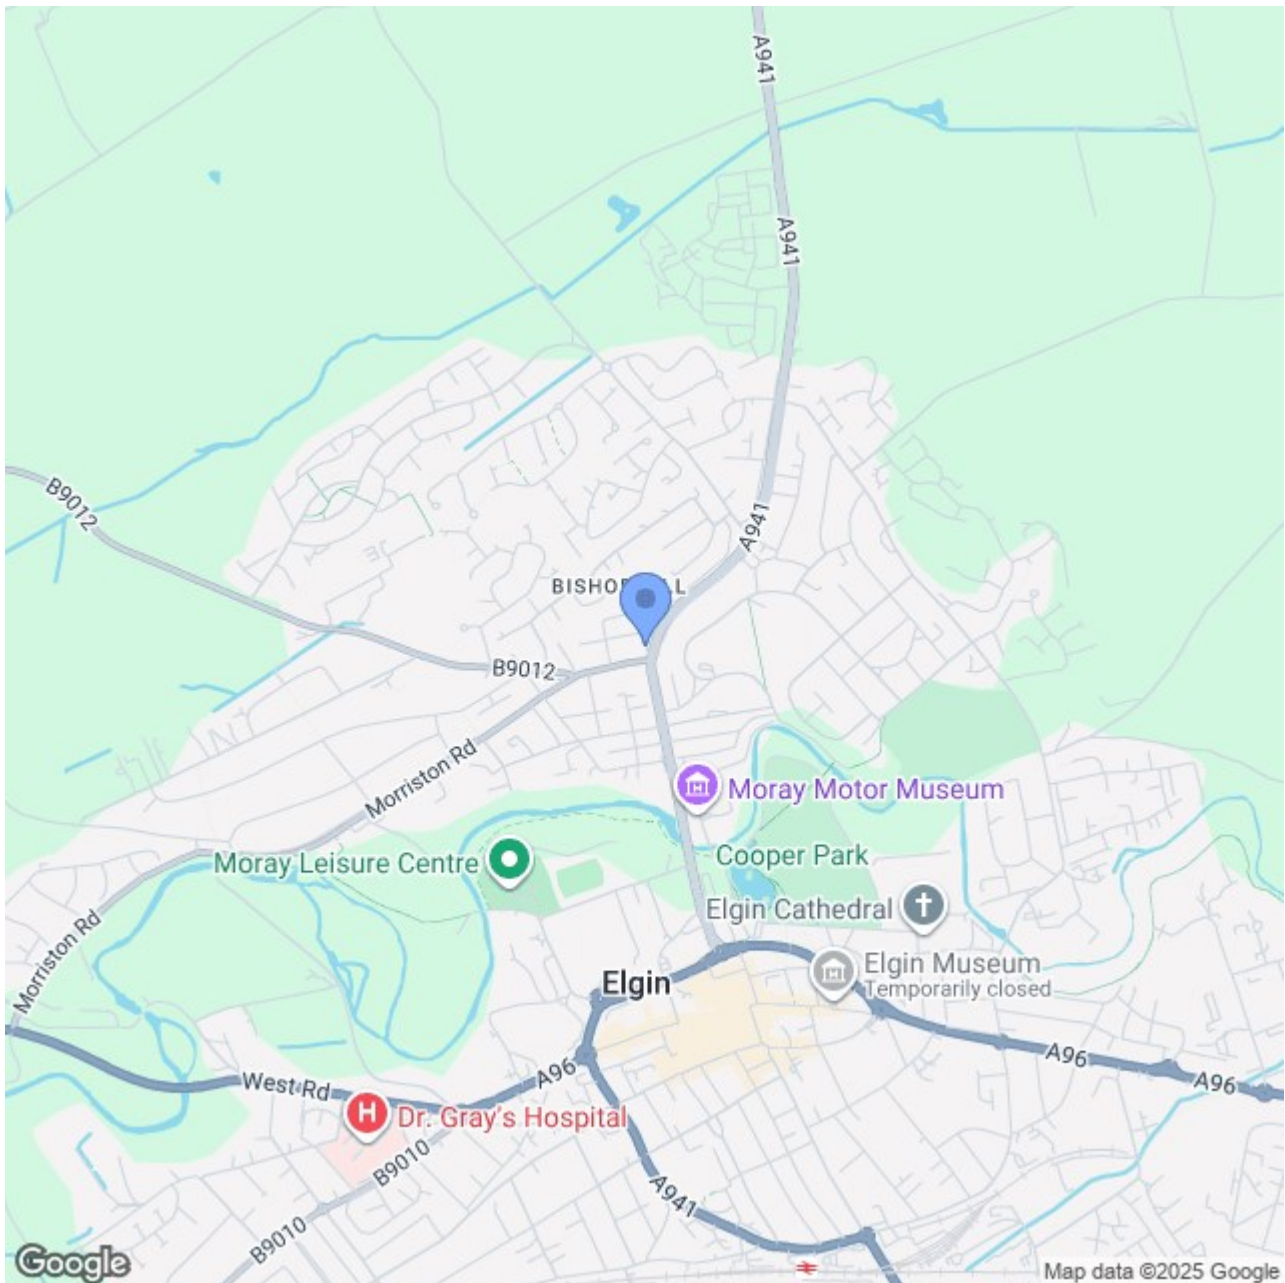 A941
A941
B9012
A941
BISHOP
LL
B9012
Morriston Rd
Moray Motor Museum
Moray Leisure Centre
Cooper Park
Elgin Cathedral
Morriston Rd
Elgin Museum
Temporarily closed
Elgin
A96
A96
A96
West Rd
Dr. Gray's Hospital
B9010
A941
B9010
Google
Map data ©2025 Google